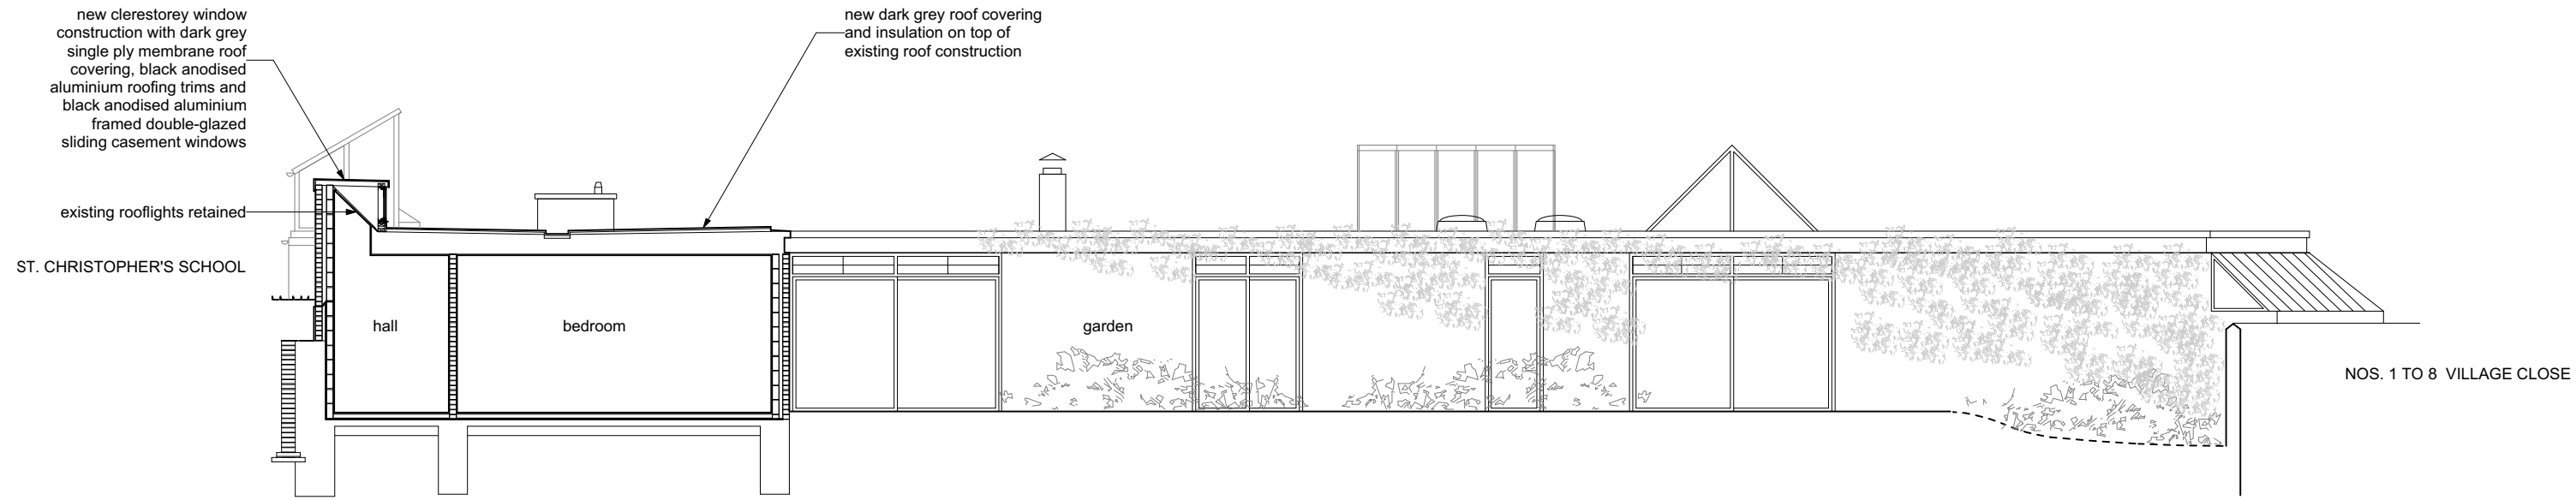 new clerestorey window
construction with dark grey
single ply membrane roof
covering, black anodised
aluminium roofing trims and
black anodised aluminium
framed double-glazed
sliding casement windows
new dark grey roof covering
and insulation on top of
existing roof construction
existing rooflights retained
ST. CHRISTOPHER'S SCHOOL
hall
bedroom
garden
NOS. 1 TO 8 VILLAGE CLOSE